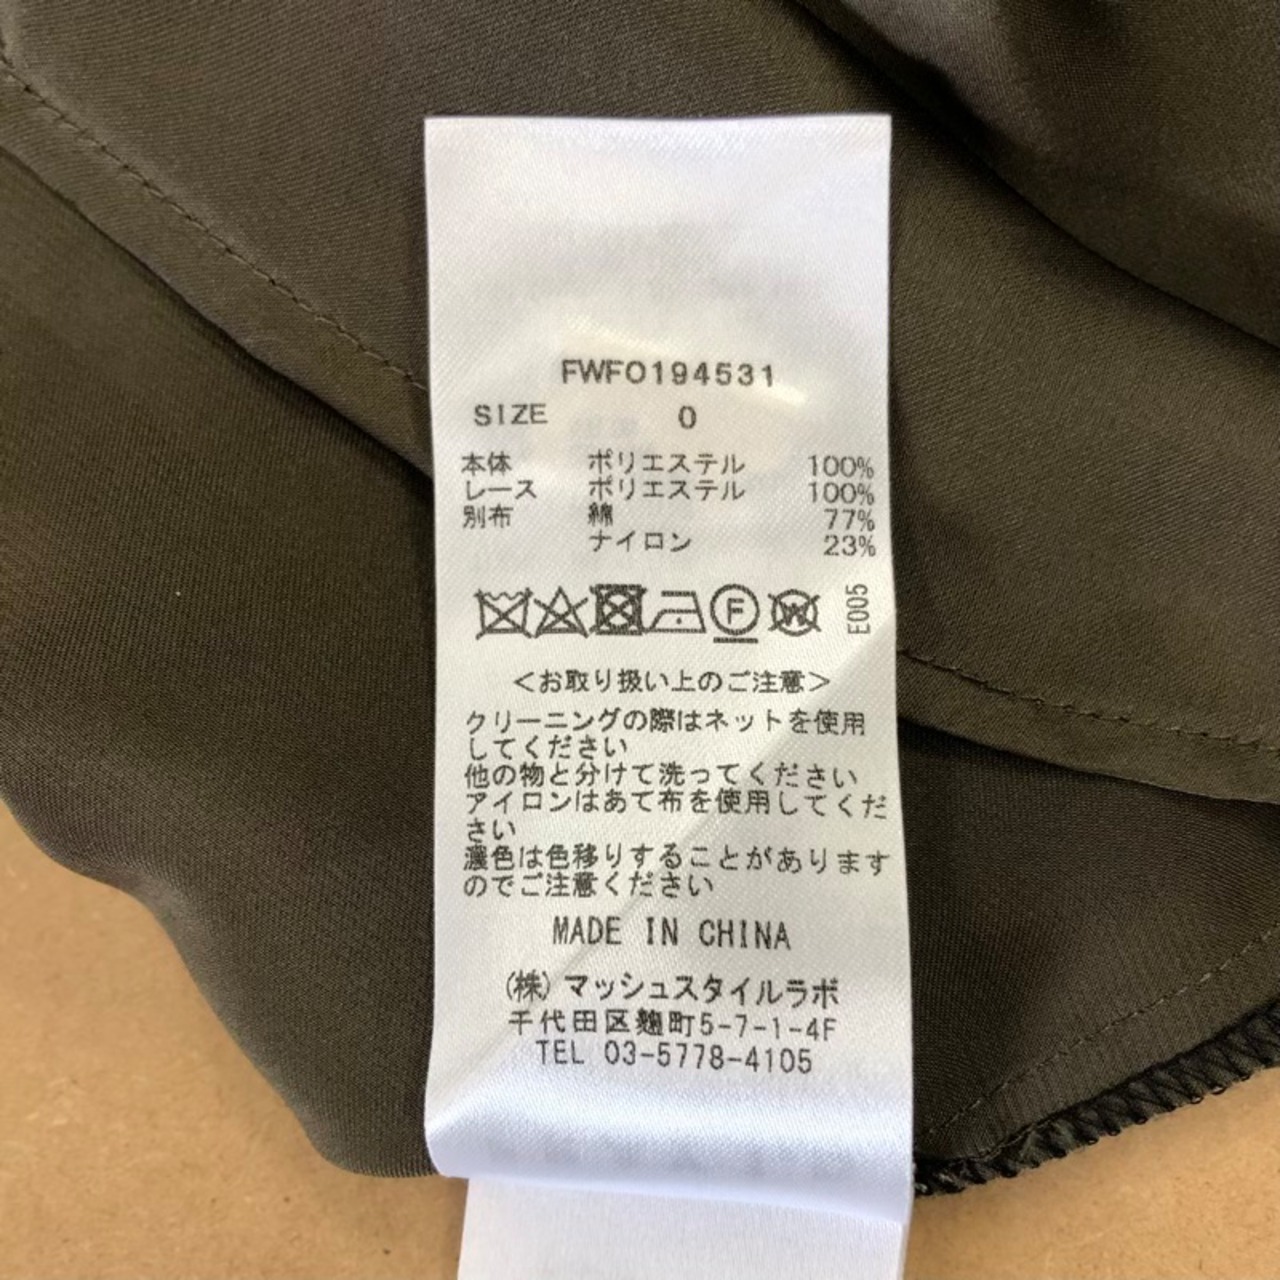 FWFO194531
SIZE 0
本体 ポリエステル 100%
レース ポリエステル 100%
別布 綿 77%
ナイロン 23%
F W E005
<お取り扱い上のご注意>
クリーニングの際はネットを使用
してください
他の物と分けて洗ってください
アイロンはあて布を使用してくだ
さい
濃色は色移りすることがあります
のでご注意ください
MADE IN CHINA
(株)マッシュスタイルラボ
千代田区麹町5-7-1-4F
TEL 03-5778-4105